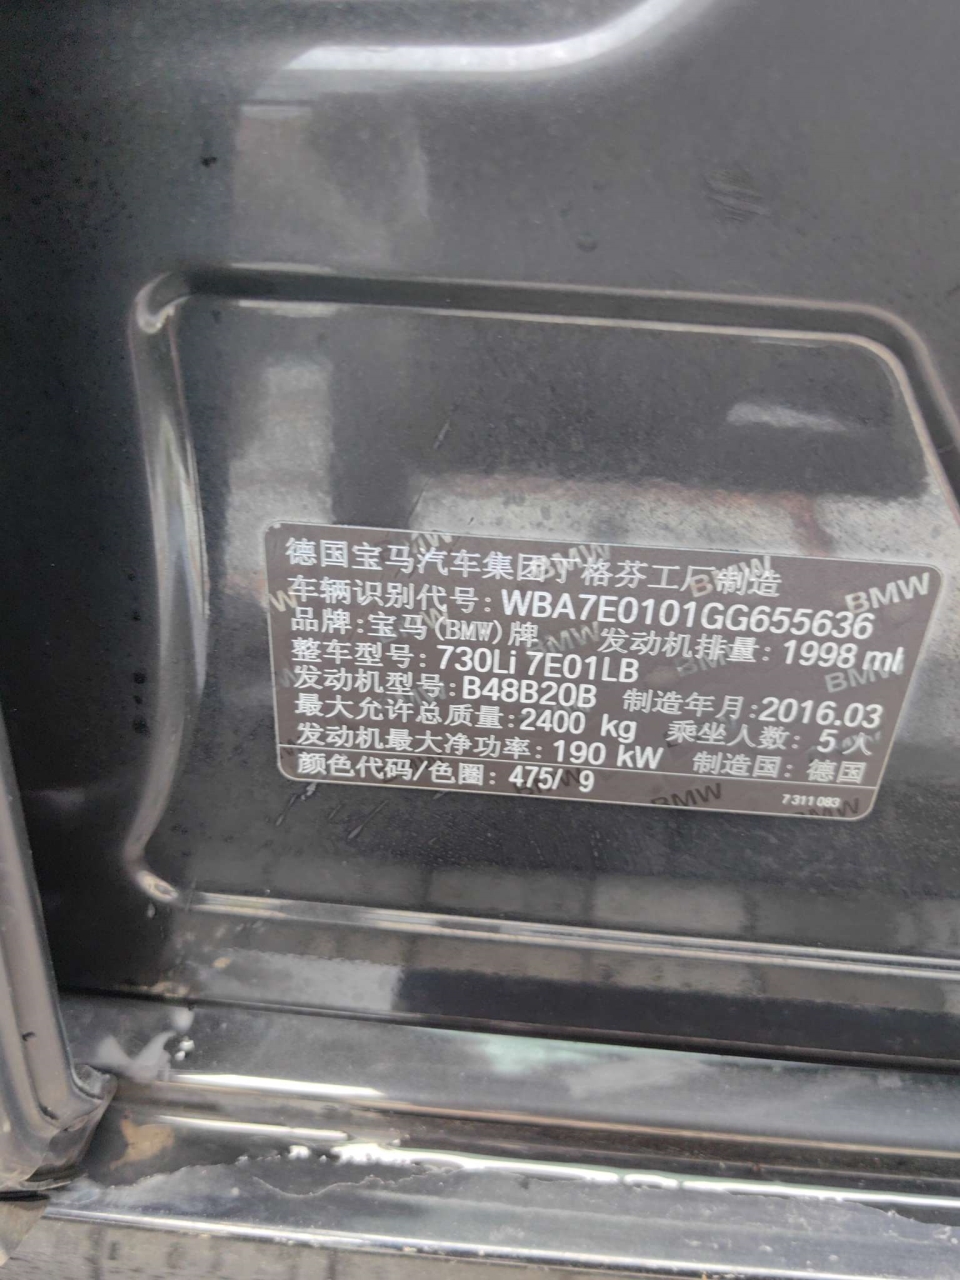 德国宝马汽车集团丁格芬工厂制造
车辆识别代号: WBA7E0101GG655636
品牌:宝马(BMW)牌 发动机排量: 1998 ml
整车型号: 730Li 7E01LB
发动机型号: B48B20B 制造年月:2016.03
最大允许总质量: 2400 kg 乘坐人数: 5 人
发动机最大净功率: 190 kW 制造国: 德国
颜色代码/色圈: 475/ 9
7 311 083